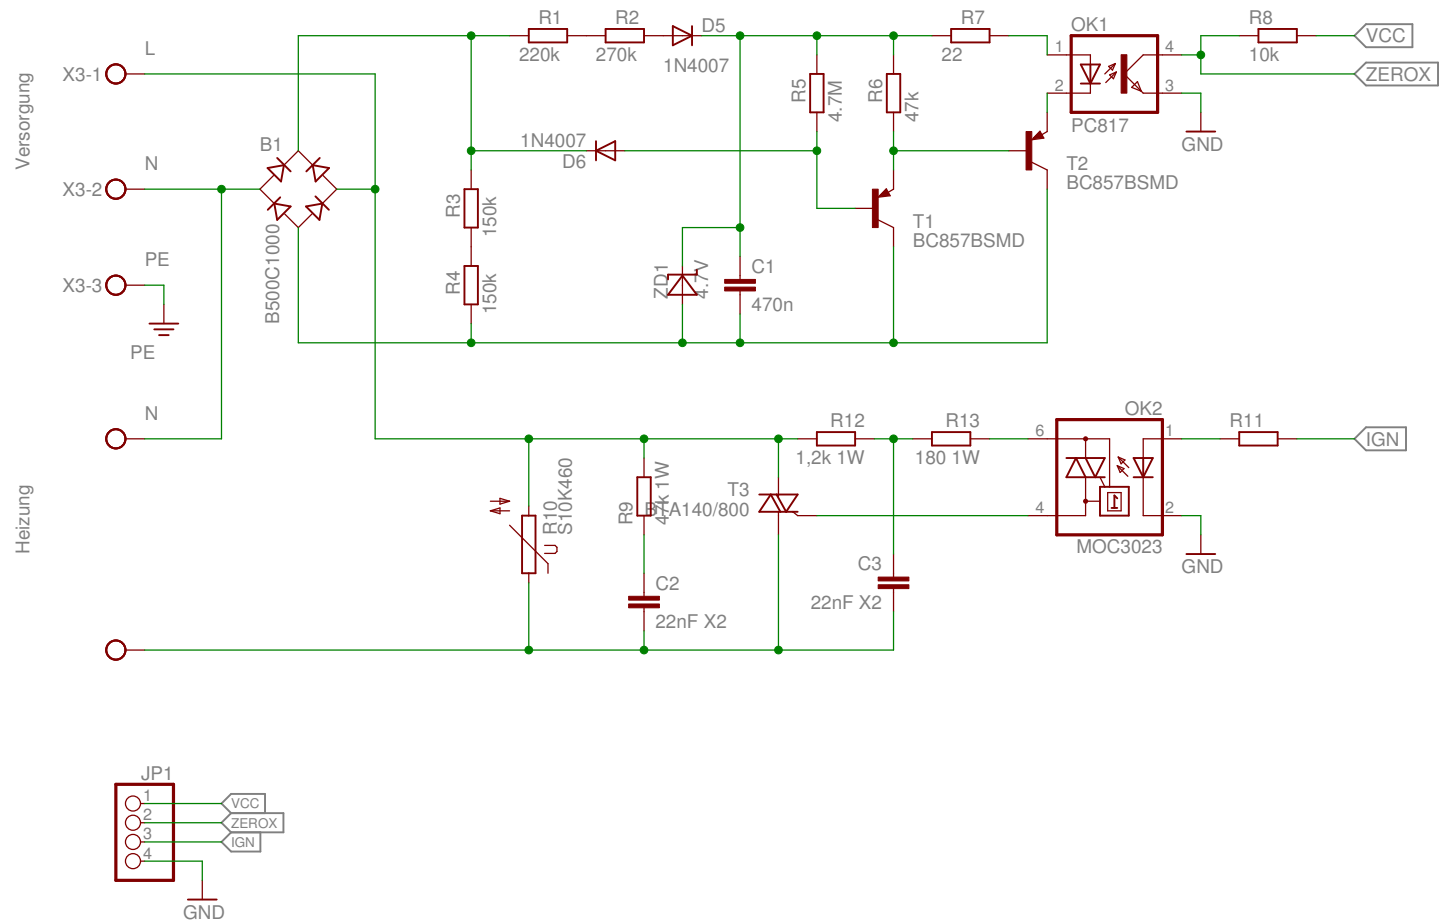 Versorgung
L
X3-1
N
X3-2
PE
X3-3
PE
N
Heizung
B1
B500C1000
R1
220k
R2
270k
D5
1N4007
1N4007
D6
R3
150k
R4
150k
ZD1
4.7V
C1
470n
R5
4.7M
R6
47k
R7
22
OK1
1
2
4
3
PC817
T2
BC857BSMD
T1
BC857BSMD
R8
10k
VCC
ZEROX
GND
R10
S10K460
U
R9
47k 1W
C2
22nF X2
T3
BTA140/800
R12
1,2k 1W
R13
180 1W
C3
22nF X2
OK2
6
4
1
2
MOC3023
R11
IGN
GND
JP1
1
VCC
2
ZEROX
3
IGN
4
GND